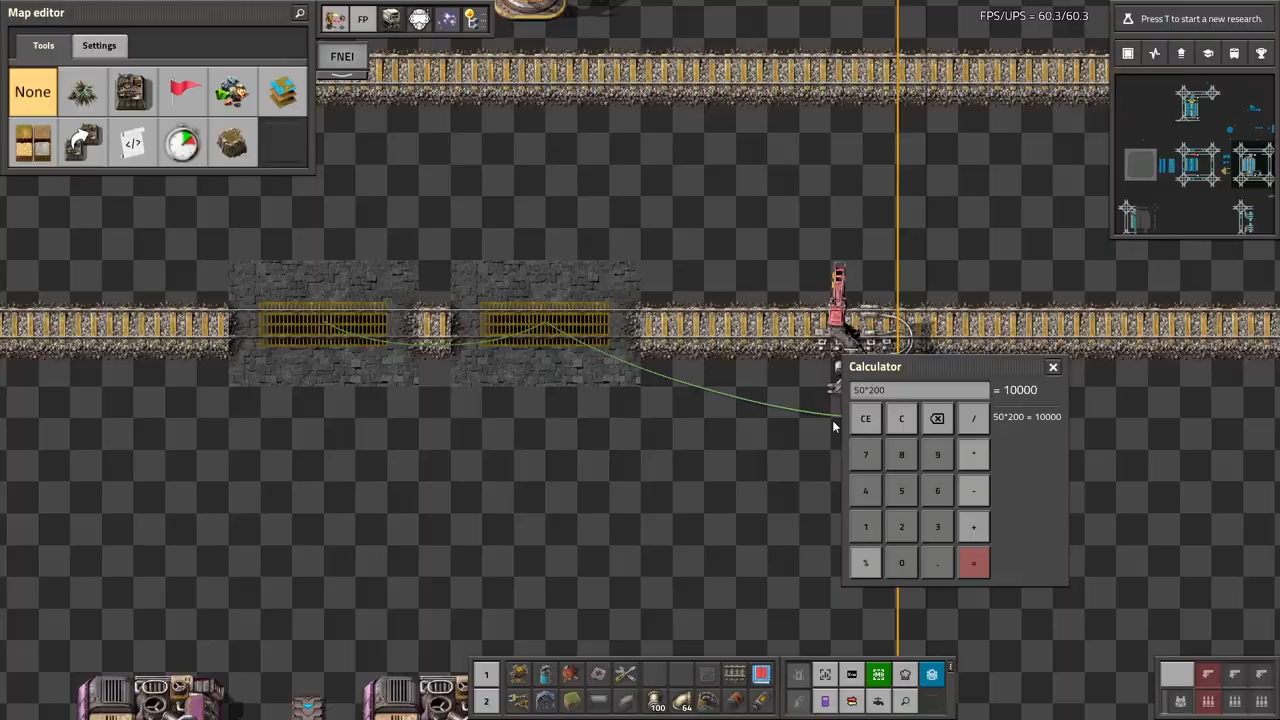 Map editor
Tools
Settings
None
</>
FP
FNEI
FPS/UPS = 60.3/60.3
Press T to start a new research.
Calculator
50*200
= 10000
CE
C
/
50*200 = 10000
7
8
9
*
4
5
6
-
1
2
3
+
%
0
.
=
1
2
100
64